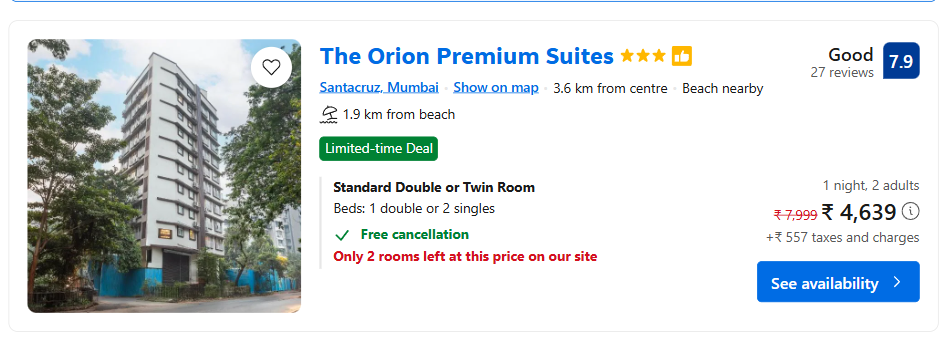 The Orion Premium Suites
Good
27 reviews
7.9
Santacruz, Mumbai · Show on map · 3.6 km from centre · Beach nearby
1.9 km from beach
Limited-time Deal
Standard Double or Twin Room
Beds: 1 double or 2 singles
Free cancellation
Only 2 rooms left at this price on our site
1 night, 2 adults
₹ 7,999 ₹ 4,639
+₹ 557 taxes and charges
See availability